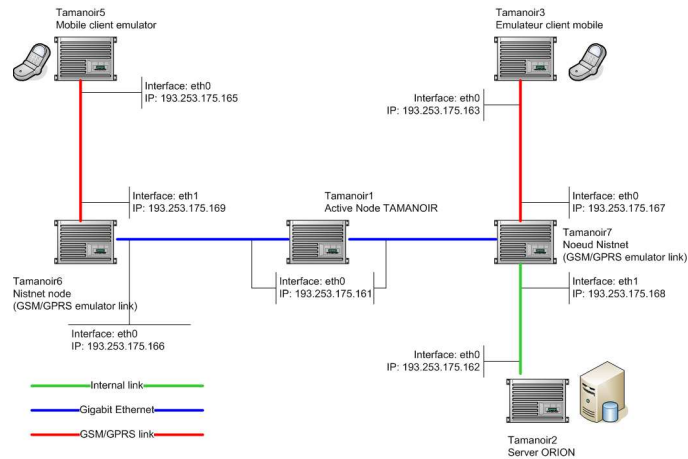 Tamanoir5
Mobile client emulator
Tamanoir3
Emulateur client mobile
Interface: eth0
IP: 193.253.175.165
Interface: eth0
IP: 193.253.175.163
Interface: eth1
IP: 193.253.175.169
Tamanoir1
Active Node TAMANOIR
Interface: eth0
IP: 193.253.175.167
Tamanoir7
Noeud Nistnet
(GSM/GPRS emulator link)
Tamanoir6
Nistnet node
(GSM/GPRS emulator link)
Interface: eth0
IP: 193.253.175.161
Interface: eth1
IP: 193.253.175.168
Interface: eth0
IP: 193.253.175.166
Interface: eth0
IP: 193.253.175.162
Internal link
Gigabit Ethernet
GSM/GPRS link
Tamanoir2
Server ORION